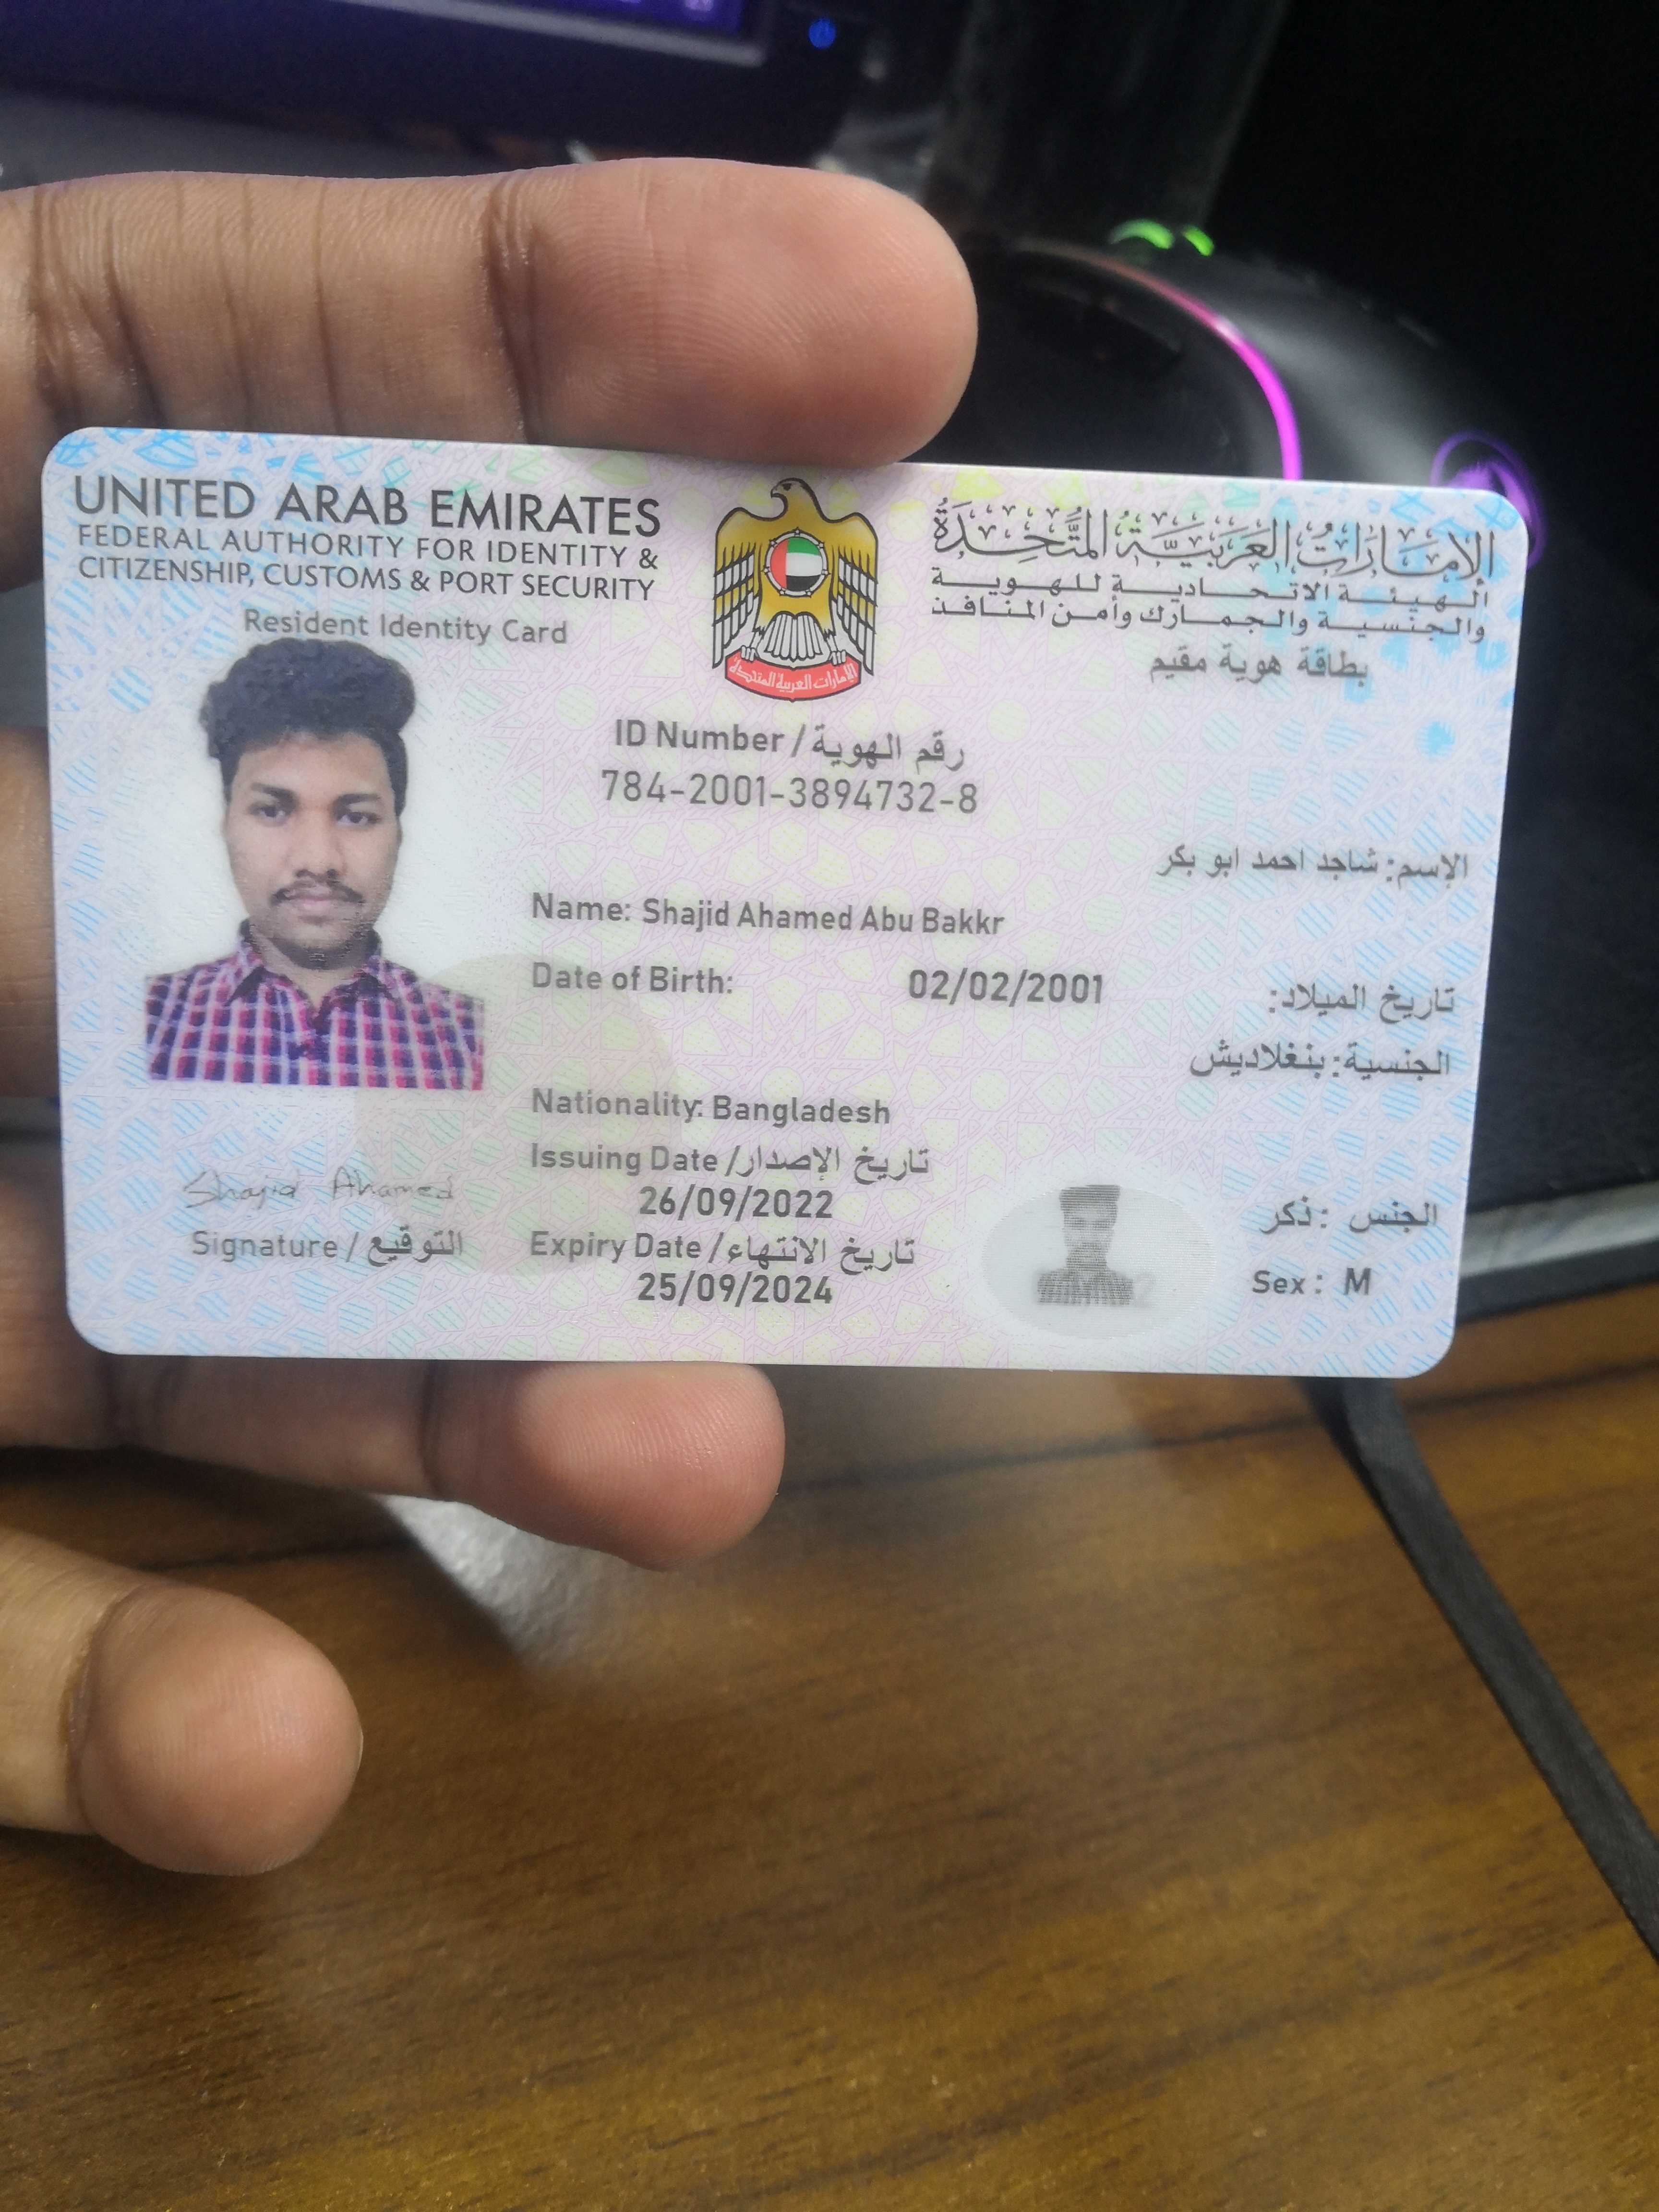 UNITED ARAB EMIRATES
FEDERAL AUTHORITY FOR IDENTITY &
CITIZENSHIP, CUSTOMS & PORT SECURITY
Resident Identity Card
الإمارات العربية المتحدة
الإمارات العربيّة المتّحدة
الهيئة الاتحادية للهوية
والجنسية والجمارك وأمن المنافذ
بطاقة هوية مقيم
ID Number / رقم الهوية
784-2001-3894732-8
الإسم: شاجد احمد ابو بكر
Name: Shajid Ahamed Abu Bakkr
Date of Birth: 02/02/2001 تاريخ الميلاد:
الجنسية: بنغلاديش
Nationality: Bangladesh
Issuing Date / تاريخ الإصدار
26/09/2022
Expiry Date / تاريخ الانتهاء
25/09/2024
Shajid Ahamed
Signature / التوقيع
الجنس : ذكر
Sex : M